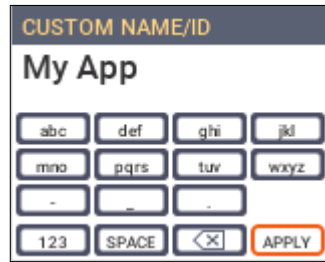 CUSTOM NAME/ID
My App
abc def ghi jkl
mno pqrs tuv wxyz
- _ .
123 SPACE APPLY